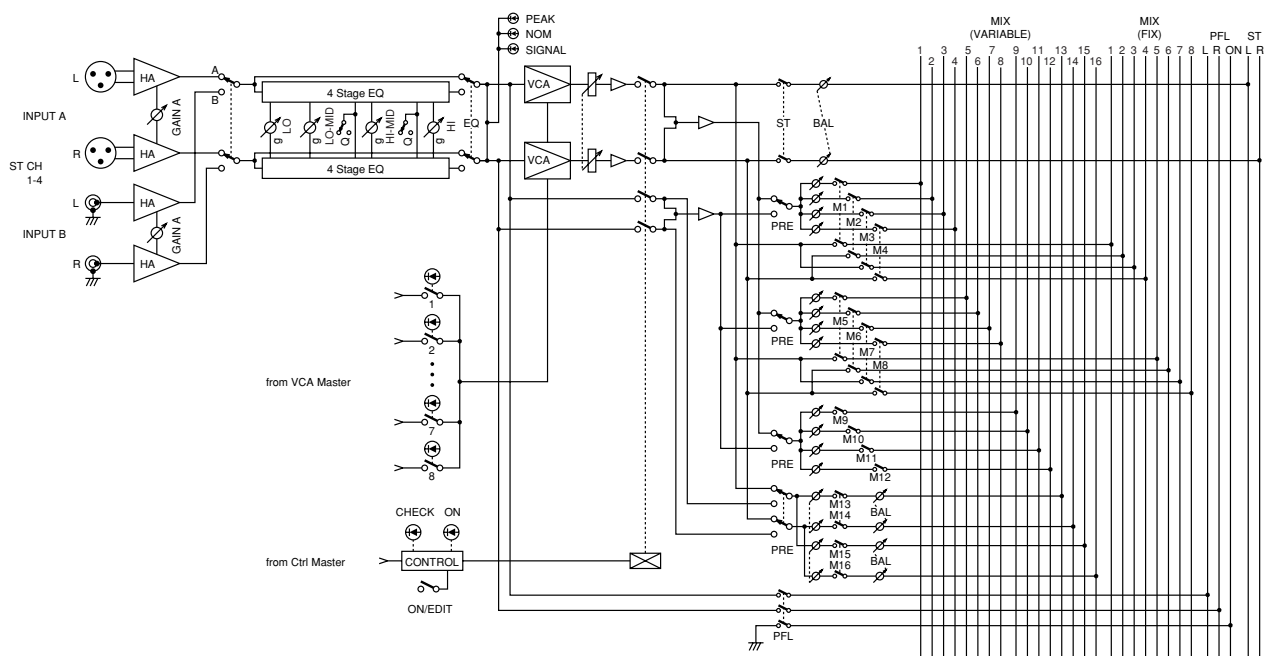 PEAK
NOM
SIGNAL
MIX
(VARIABLE)
MIX
(FIX)
PFL
ST
L R ON L R
1 3 5 7 9 11 13 15 1 2 3 4 5 6 7 8
2 4 6 8 10 12 14 16
INPUT A
L
HA
GAIN A
R
HA
A
B
4 Stage EQ
g
LO
g
LO-MID
Q
g
HI-MID
Q
g
HI
EQ
4 Stage EQ
VCA
VCA
ST
BAL
ST CH
1-4
INPUT B
L
HA
GAIN A
R
HA
PRE
M1
M2
M3
M4
PRE
M5
M6
M7
M8
PRE
M9
M10
M11
M12
PRE
M13
M14
BAL
M15
M16
BAL
from VCA Master
1
2
7
8
CHECK ON
from Ctrl Master
CONTROL
ON/EDIT
PFL